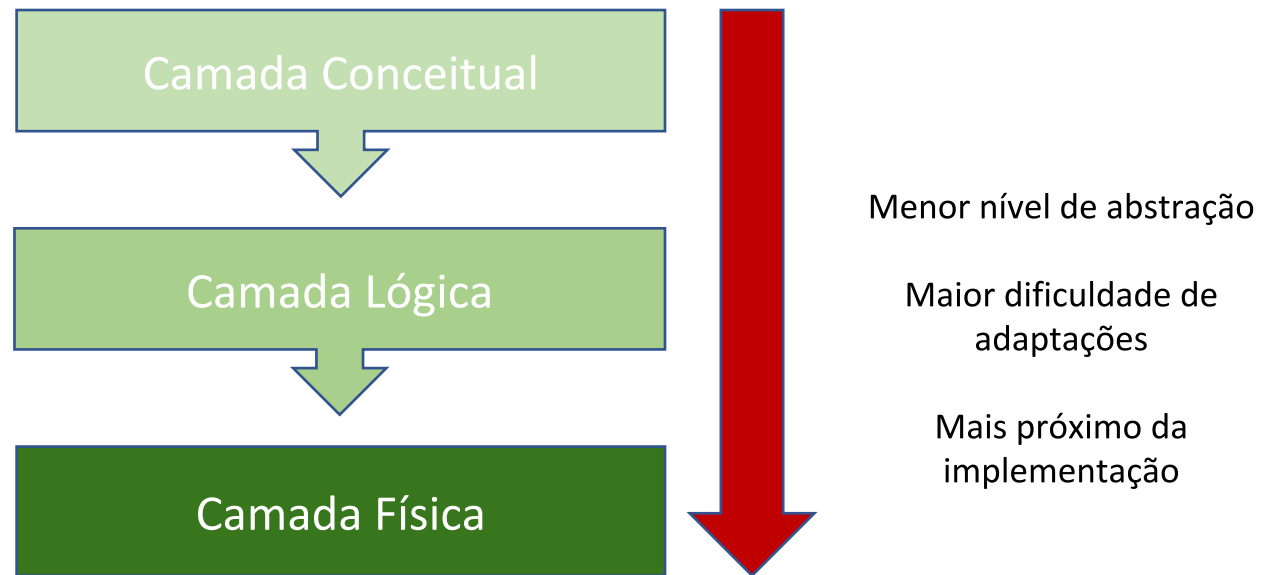 Camada Conceitual
Camada Lógica
Camada Física
Menor nível de abstração
Maior dificuldade de
adaptações
Mais próximo da
implementação